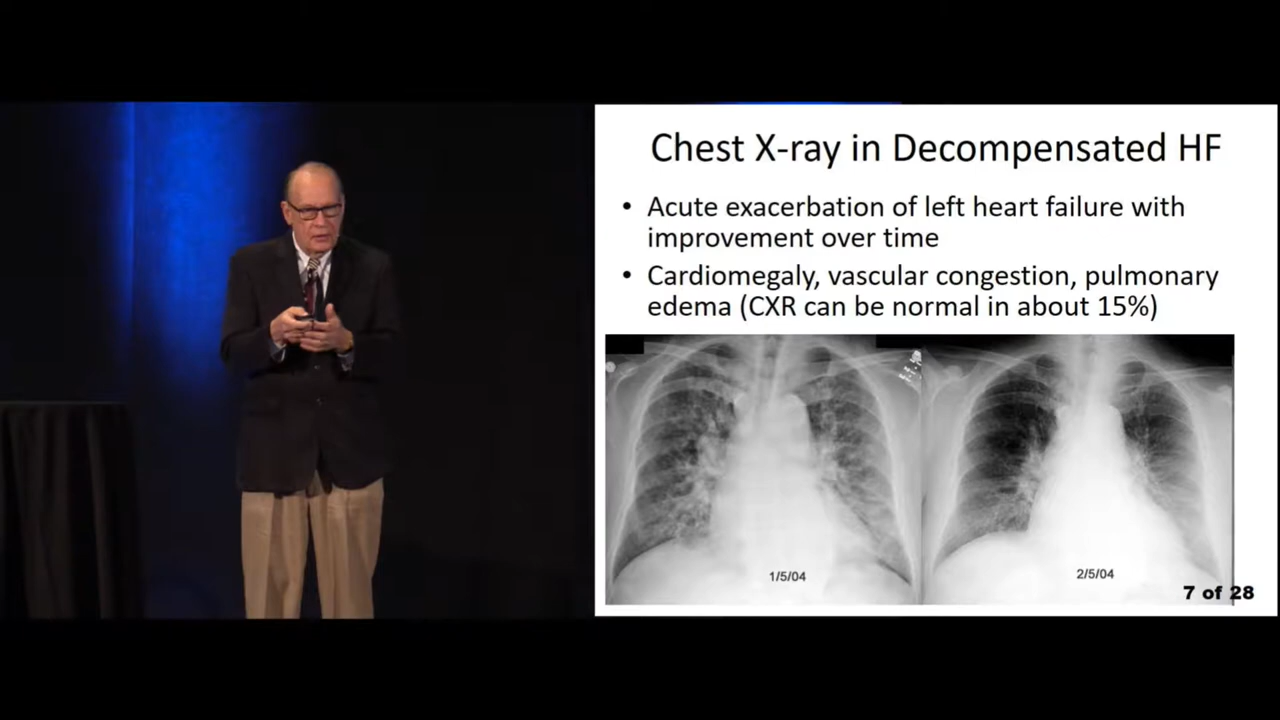 Chest X-ray in Decompensated HF
• Acute exacerbation of left heart failure with
improvement over time
• Cardiomegaly, vascular congestion, pulmonary
edema (CXR can be normal in about 15%)
1/5/04
2/5/04
7 of 28